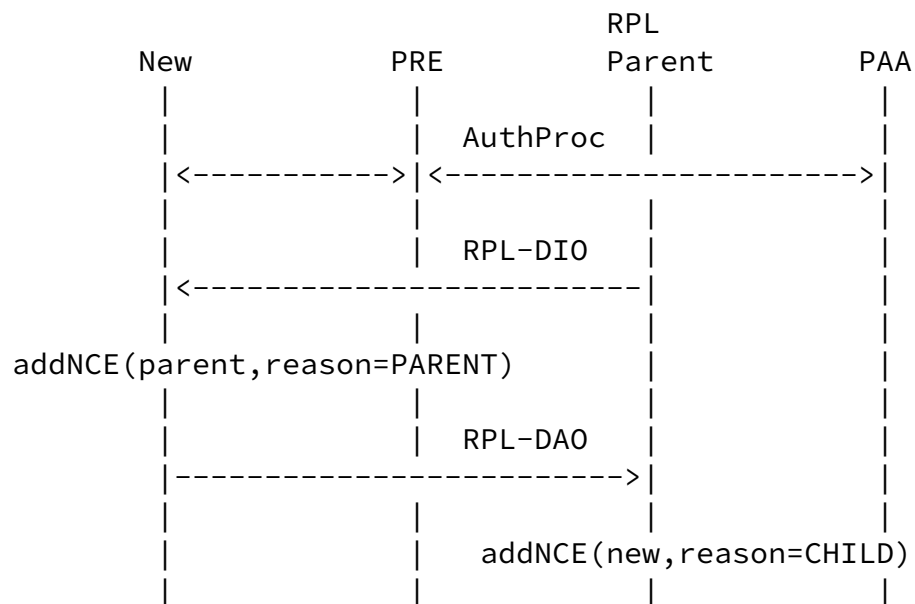 RPL
New PRE Parent PAA
AuthProc
RPL-DIO
addNCE(parent,reason=PARENT)
RPL-DAO
addNCE(new,reason=CHILD)